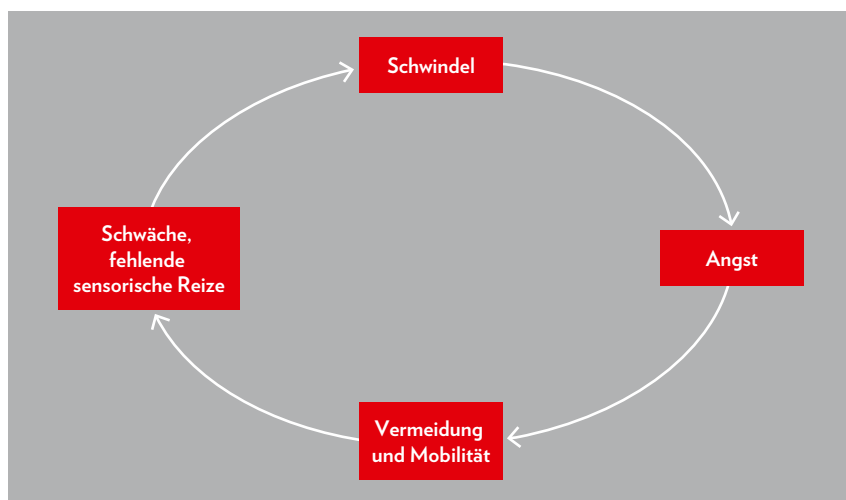 Schwindel
Angst
Vermeidung
und Mobilität
Schwäche,
fehlende
sensorische Reize